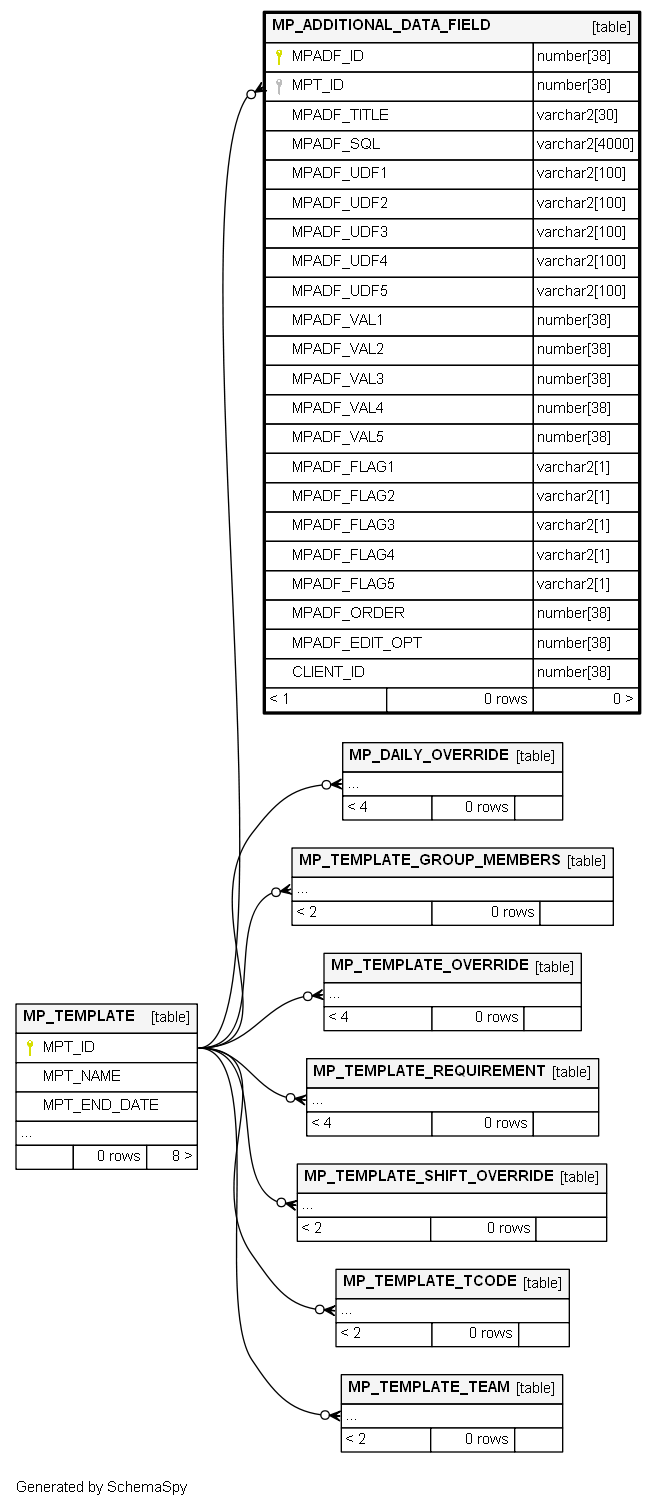 MP_ADDITIONAL_DATA_FIELD [table]
MPADF_ID number[38]
MPT_ID number[38]
MPADF_TITLE varchar2[30]
MPADF_SQL varchar2[4000]
MPADF_UDF1 varchar2[100]
MPADF_UDF2 varchar2[100]
MPADF_UDF3 varchar2[100]
MPADF_UDF4 varchar2[100]
MPADF_UDF5 varchar2[100]
MPADF_VAL1 number[38]
MPADF_VAL2 number[38]
MPADF_VAL3 number[38]
MPADF_VAL4 number[38]
MPADF_VAL5 number[38]
MPADF_FLAG1 varchar2[1]
MPADF_FLAG2 varchar2[1]
MPADF_FLAG3 varchar2[1]
MPADF_FLAG4 varchar2[1]
MPADF_FLAG5 varchar2[1]
MPADF_ORDER number[38]
MPADF_EDIT_OPT number[38]
CLIENT_ID number[38]
< 1 0 rows 0 >
MP_DAILY_OVERRIDE [table]
...
< 4 0 rows
MP_TEMPLATE_GROUP_MEMBERS [table]
...
< 2 0 rows
MP_TEMPLATE_OVERRIDE [table]
...
< 4 0 rows
MP_TEMPLATE [table]
MPT_ID
MPT_NAME
MPT_END_DATE
...
0 rows 8 >
MP_TEMPLATE_REQUIREMENT [table]
...
< 4 0 rows
MP_TEMPLATE_SHIFT_OVERRIDE [table]
...
< 2 0 rows
MP_TEMPLATE_TCODE [table]
...
< 2 0 rows
MP_TEMPLATE_TEAM [table]
...
< 2 0 rows
Generated by SchemaSpy